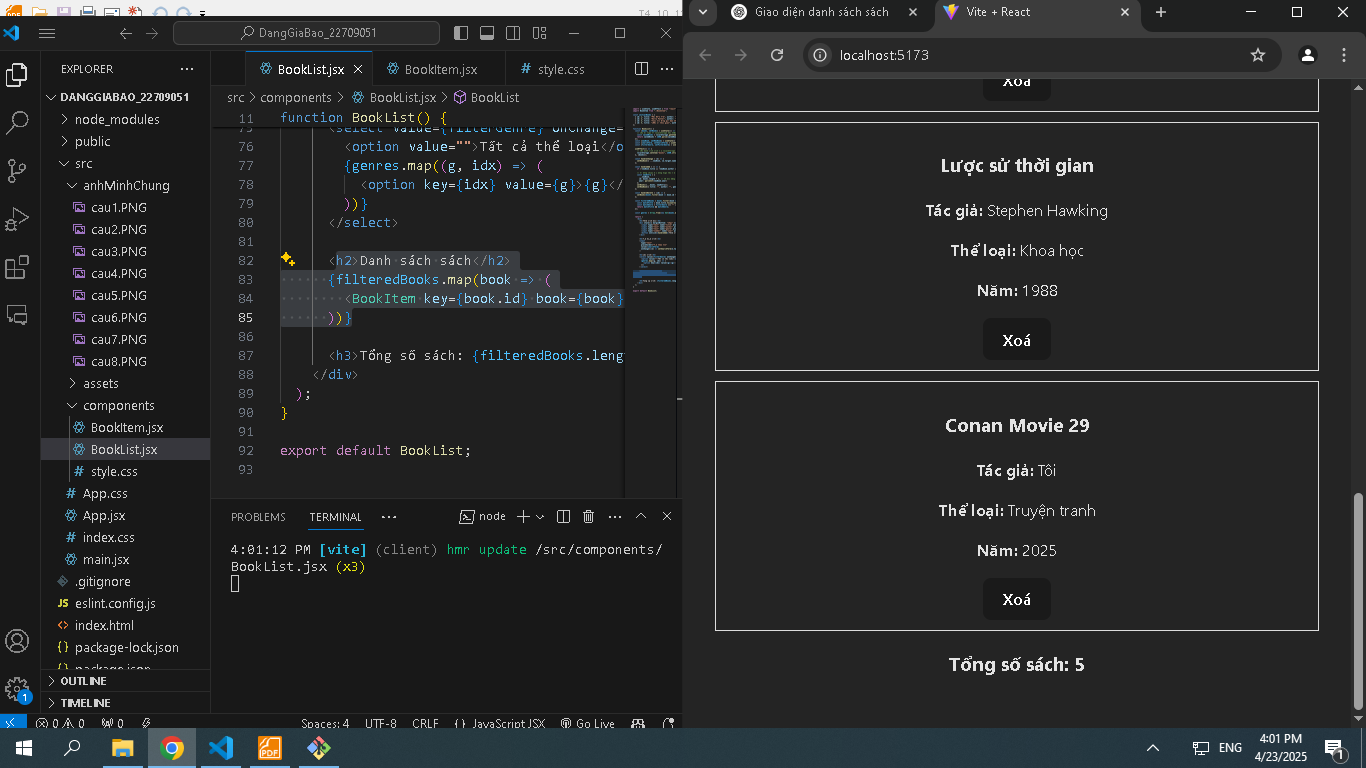 DangGiaBao_22709051
EXPLORER
DANGGIABAO_22709051
node_modules
public
src
anhMinhChung
cau1.PNG
cau2.PNG
cau3.PNG
cau4.PNG
cau5.PNG
cau6.PNG
cau7.PNG
cau8.PNG
assets
components
BookItem.jsx
BookList.jsx
style.css
App.css
App.jsx
index.css
main.jsx
.gitignore
eslint.config.js
index.html
package-lock.json
package.json
OUTLINE
TIMELINE
BookList.jsx
BookItem.jsx
style.css
src > components > BookList.jsx > BookList
11 function BookList() {
75 <select value={filterGenre} onChange=
76 <option value="">Tất cả thể loại</o
77 {genres.map((g, idx) => (
78 <option key={idx} value={g}>{g}</
79 ))}
80 </select>
81
82 <h2>Danh sách sách</h2>
83 {filteredBooks.map(book => (
84 <BookItem key={book.id} book={book}
85 ))}
86
87 <h3>Tổng số sách: {filteredBooks.leng
88 </div>
89 );
90 }
91
92 export default BookList;
93
PROBLEMS
TERMINAL
node
4:01:12 PM [vite] (client) hmr update /src/components/
BookList.jsx (x3)
1
0 0 0
Spaces: 4
UTF-8
CRLF
{} JavaScript JSX
Go Live
Giao diện danh sách sách
Vite + React
localhost:5173
Xoá
Lược sử thời gian
Tác giả: Stephen Hawking
Thể loại: Khoa học
Năm: 1988
Xoá
Conan Movie 29
Tác giả: Tôi
Thể loại: Truyện tranh
Năm: 2025
Xoá
Tổng số sách: 5
PDF
ENG
4:01 PM
4/23/2025
1